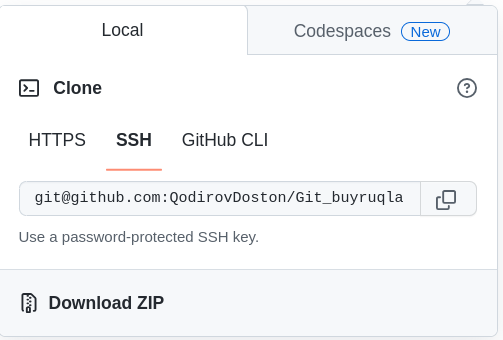 Local
Codespaces New
Clone
HTTPS SSH GitHub CLI
git@github.com:QodirovDoston/Git_buyruqla
Use a password-protected SSH key.
Download ZIP